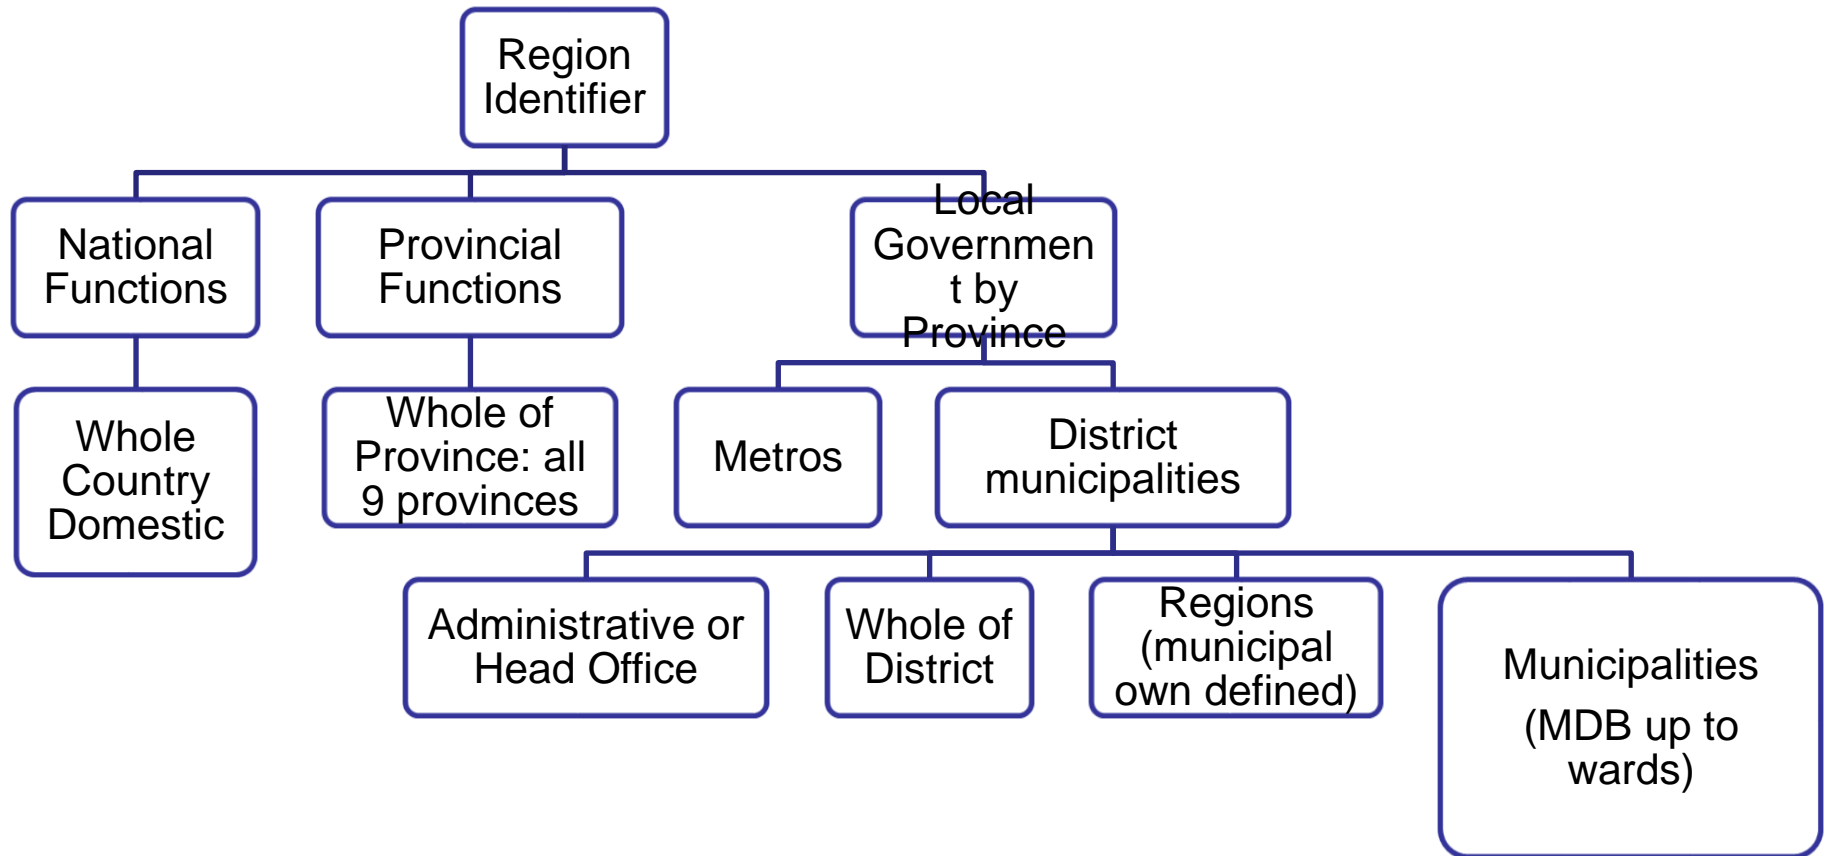 Region
Identifier
National
Functions
Provincial
Functions
Local
Governmen
t by
Province
Whole
Country
Domestic
Whole of
Province: all
9 provinces
Metros
District
municipalities
Administrative or
Head Office
Whole of
District
Regions
(municipal
own defined)
Municipalities
(MDB up to
wards)